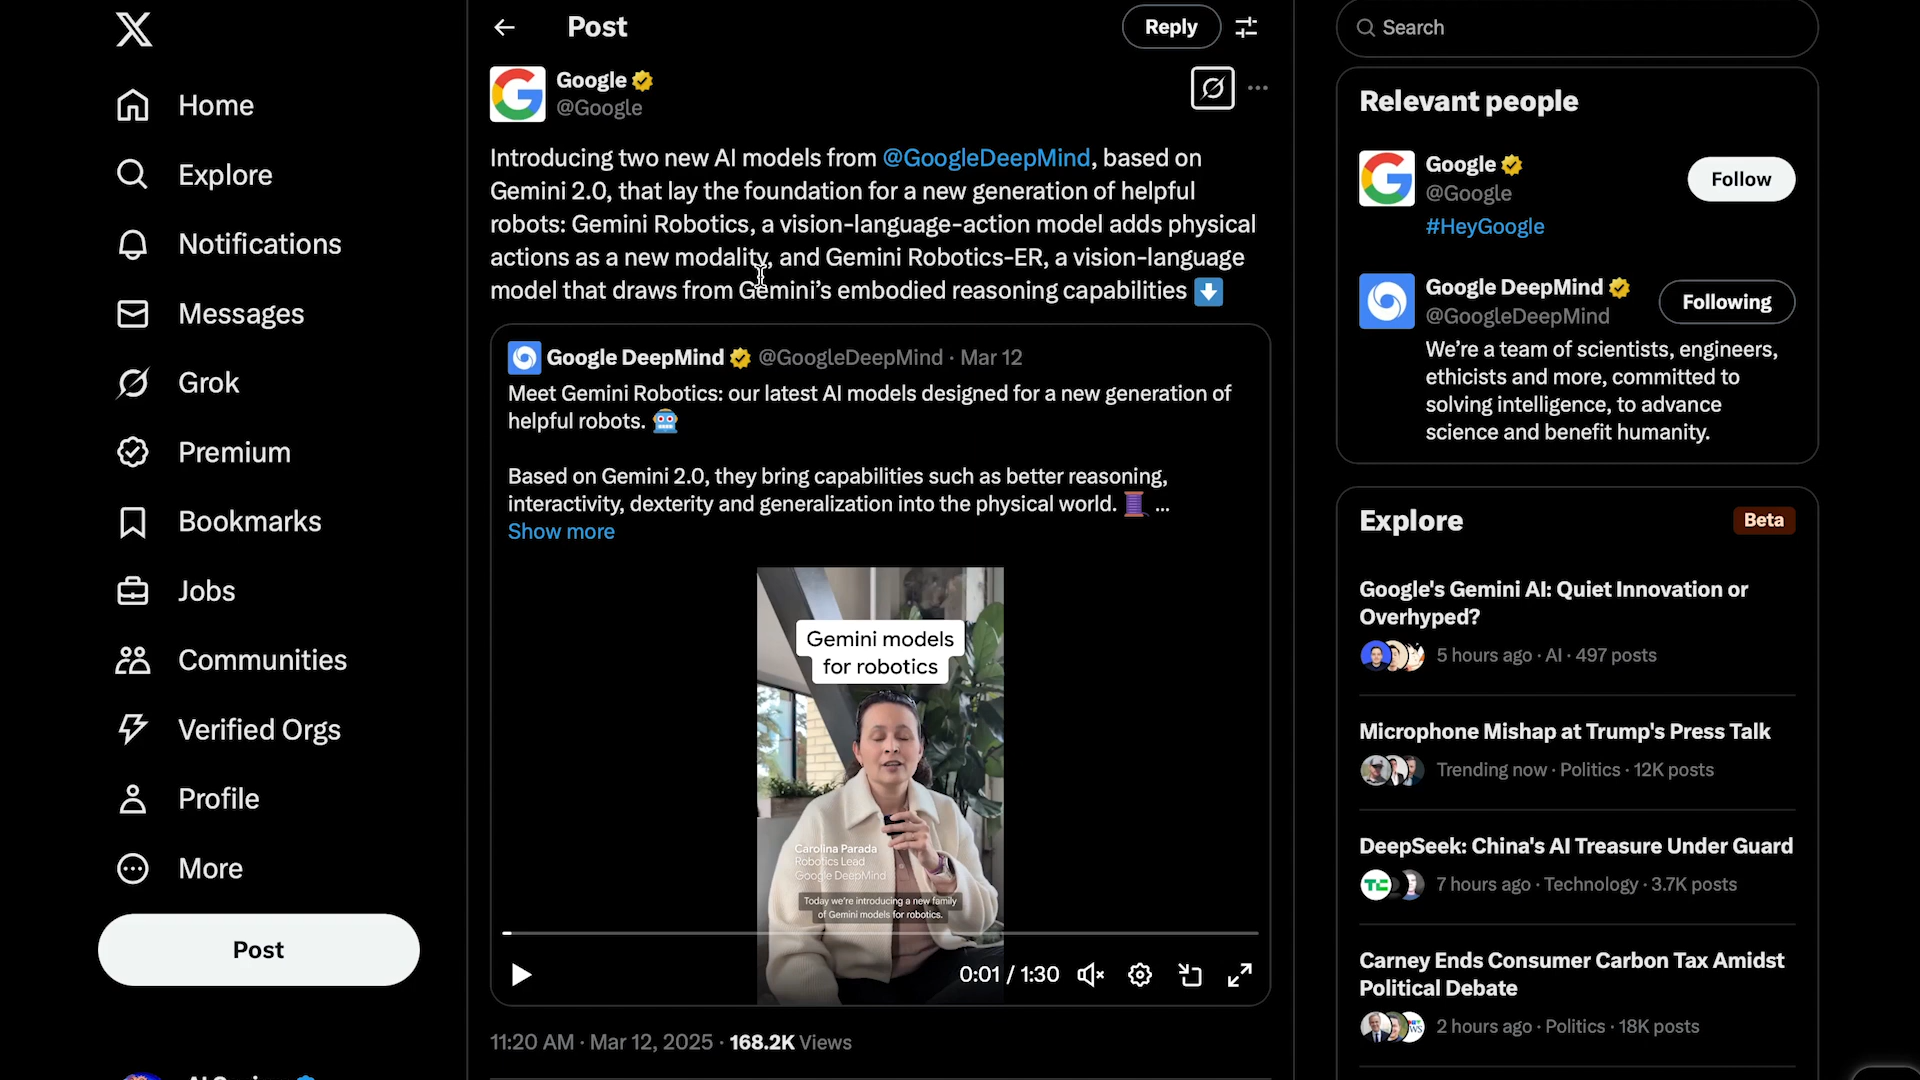 Home
Explore
Notifications
Messages
Grok
Premium
Bookmarks
Jobs
Communities
Verified Orgs
Profile
More
Post
Post
Reply
Google
@Google
Introducing two new AI models from @GoogleDeepMind, based on
Gemini 2.0, that lay the foundation for a new generation of helpful
robots: Gemini Robotics, a vision-language-action model adds physical
actions as a new modality, and Gemini Robotics-ER, a vision-language
model that draws from Gemini’s embodied reasoning capabilities ⬇️
Google DeepMind @GoogleDeepMind · Mar 12
Meet Gemini Robotics: our latest AI models designed for a new generation of
helpful robots. 🤖
Based on Gemini 2.0, they bring capabilities such as better reasoning,
interactivity, dexterity and generalization into the physical world. 🧵 ...
Show more
Gemini models
for robotics
Carolina Parada
Robotics Lead
Google DeepMind
Today we're introducing a new family
of Gemini models for robotics.
0:01 / 1:30
11:20 AM · Mar 12, 2025 · 168.2K Views
Search
Relevant people
Google
@Google
Follow
#HeyGoogle
Google DeepMind
@GoogleDeepMind
Following
We’re a team of scientists, engineers,
ethicists and more, committed to
solving intelligence, to advance
science and benefit humanity.
Explore
Beta
Google's Gemini AI: Quiet Innovation or
Overhyped?
5 hours ago · AI · 497 posts
Microphone Mishap at Trump's Press Talk
Trending now · Politics · 12K posts
DeepSeek: China's AI Treasure Under Guard
7 hours ago · Technology · 3.7K posts
Carney Ends Consumer Carbon Tax Amidst
Political Debate
2 hours ago · Politics · 18K posts